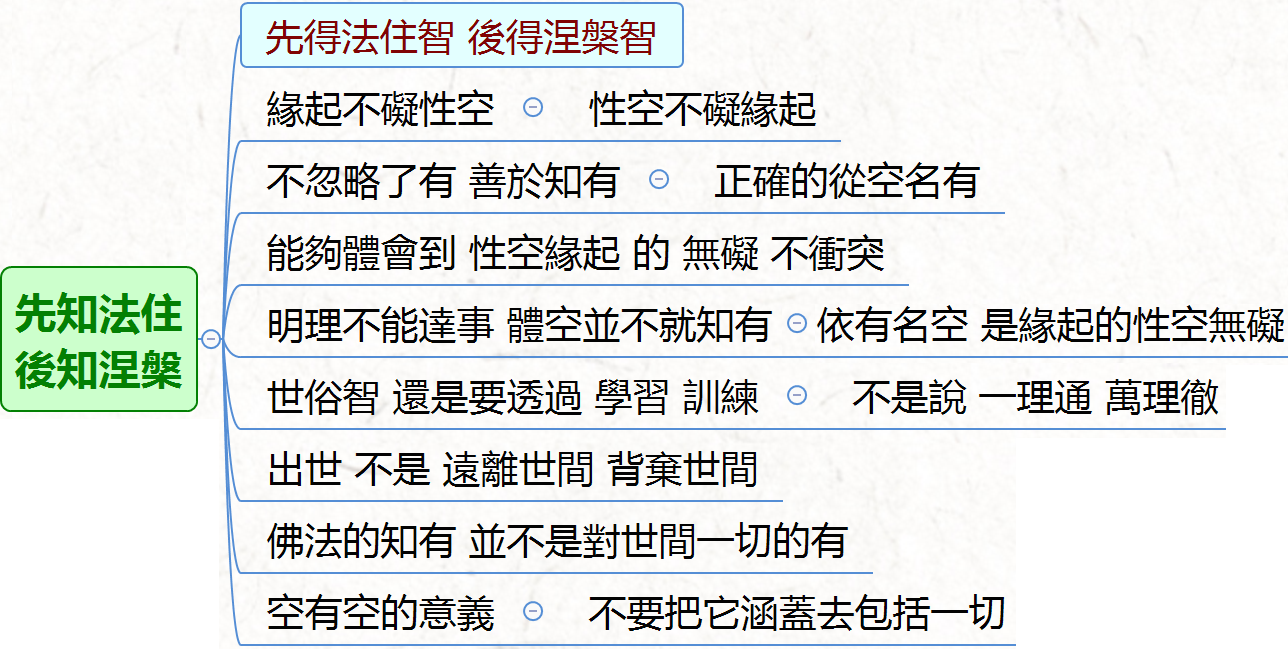 先得法住智 後得涅槃智
緣起不礙性空 性空不礙緣起
不忽略了有 善於知有 正確的從空名有
能夠體會到 性空緣起 的 無礙 不衝突
先知法住
後知涅槃
明理不能達事 體空並不就知有 依有名空 是緣起的性空無礙
世俗智 還是要透過 學習 訓練 不是說 一理通 萬理徹
出世 不是 遠離世間 背棄世間
佛法的知有 並不是對世間一切的有
空有空的意義 不要把它涵蓋去包括一切